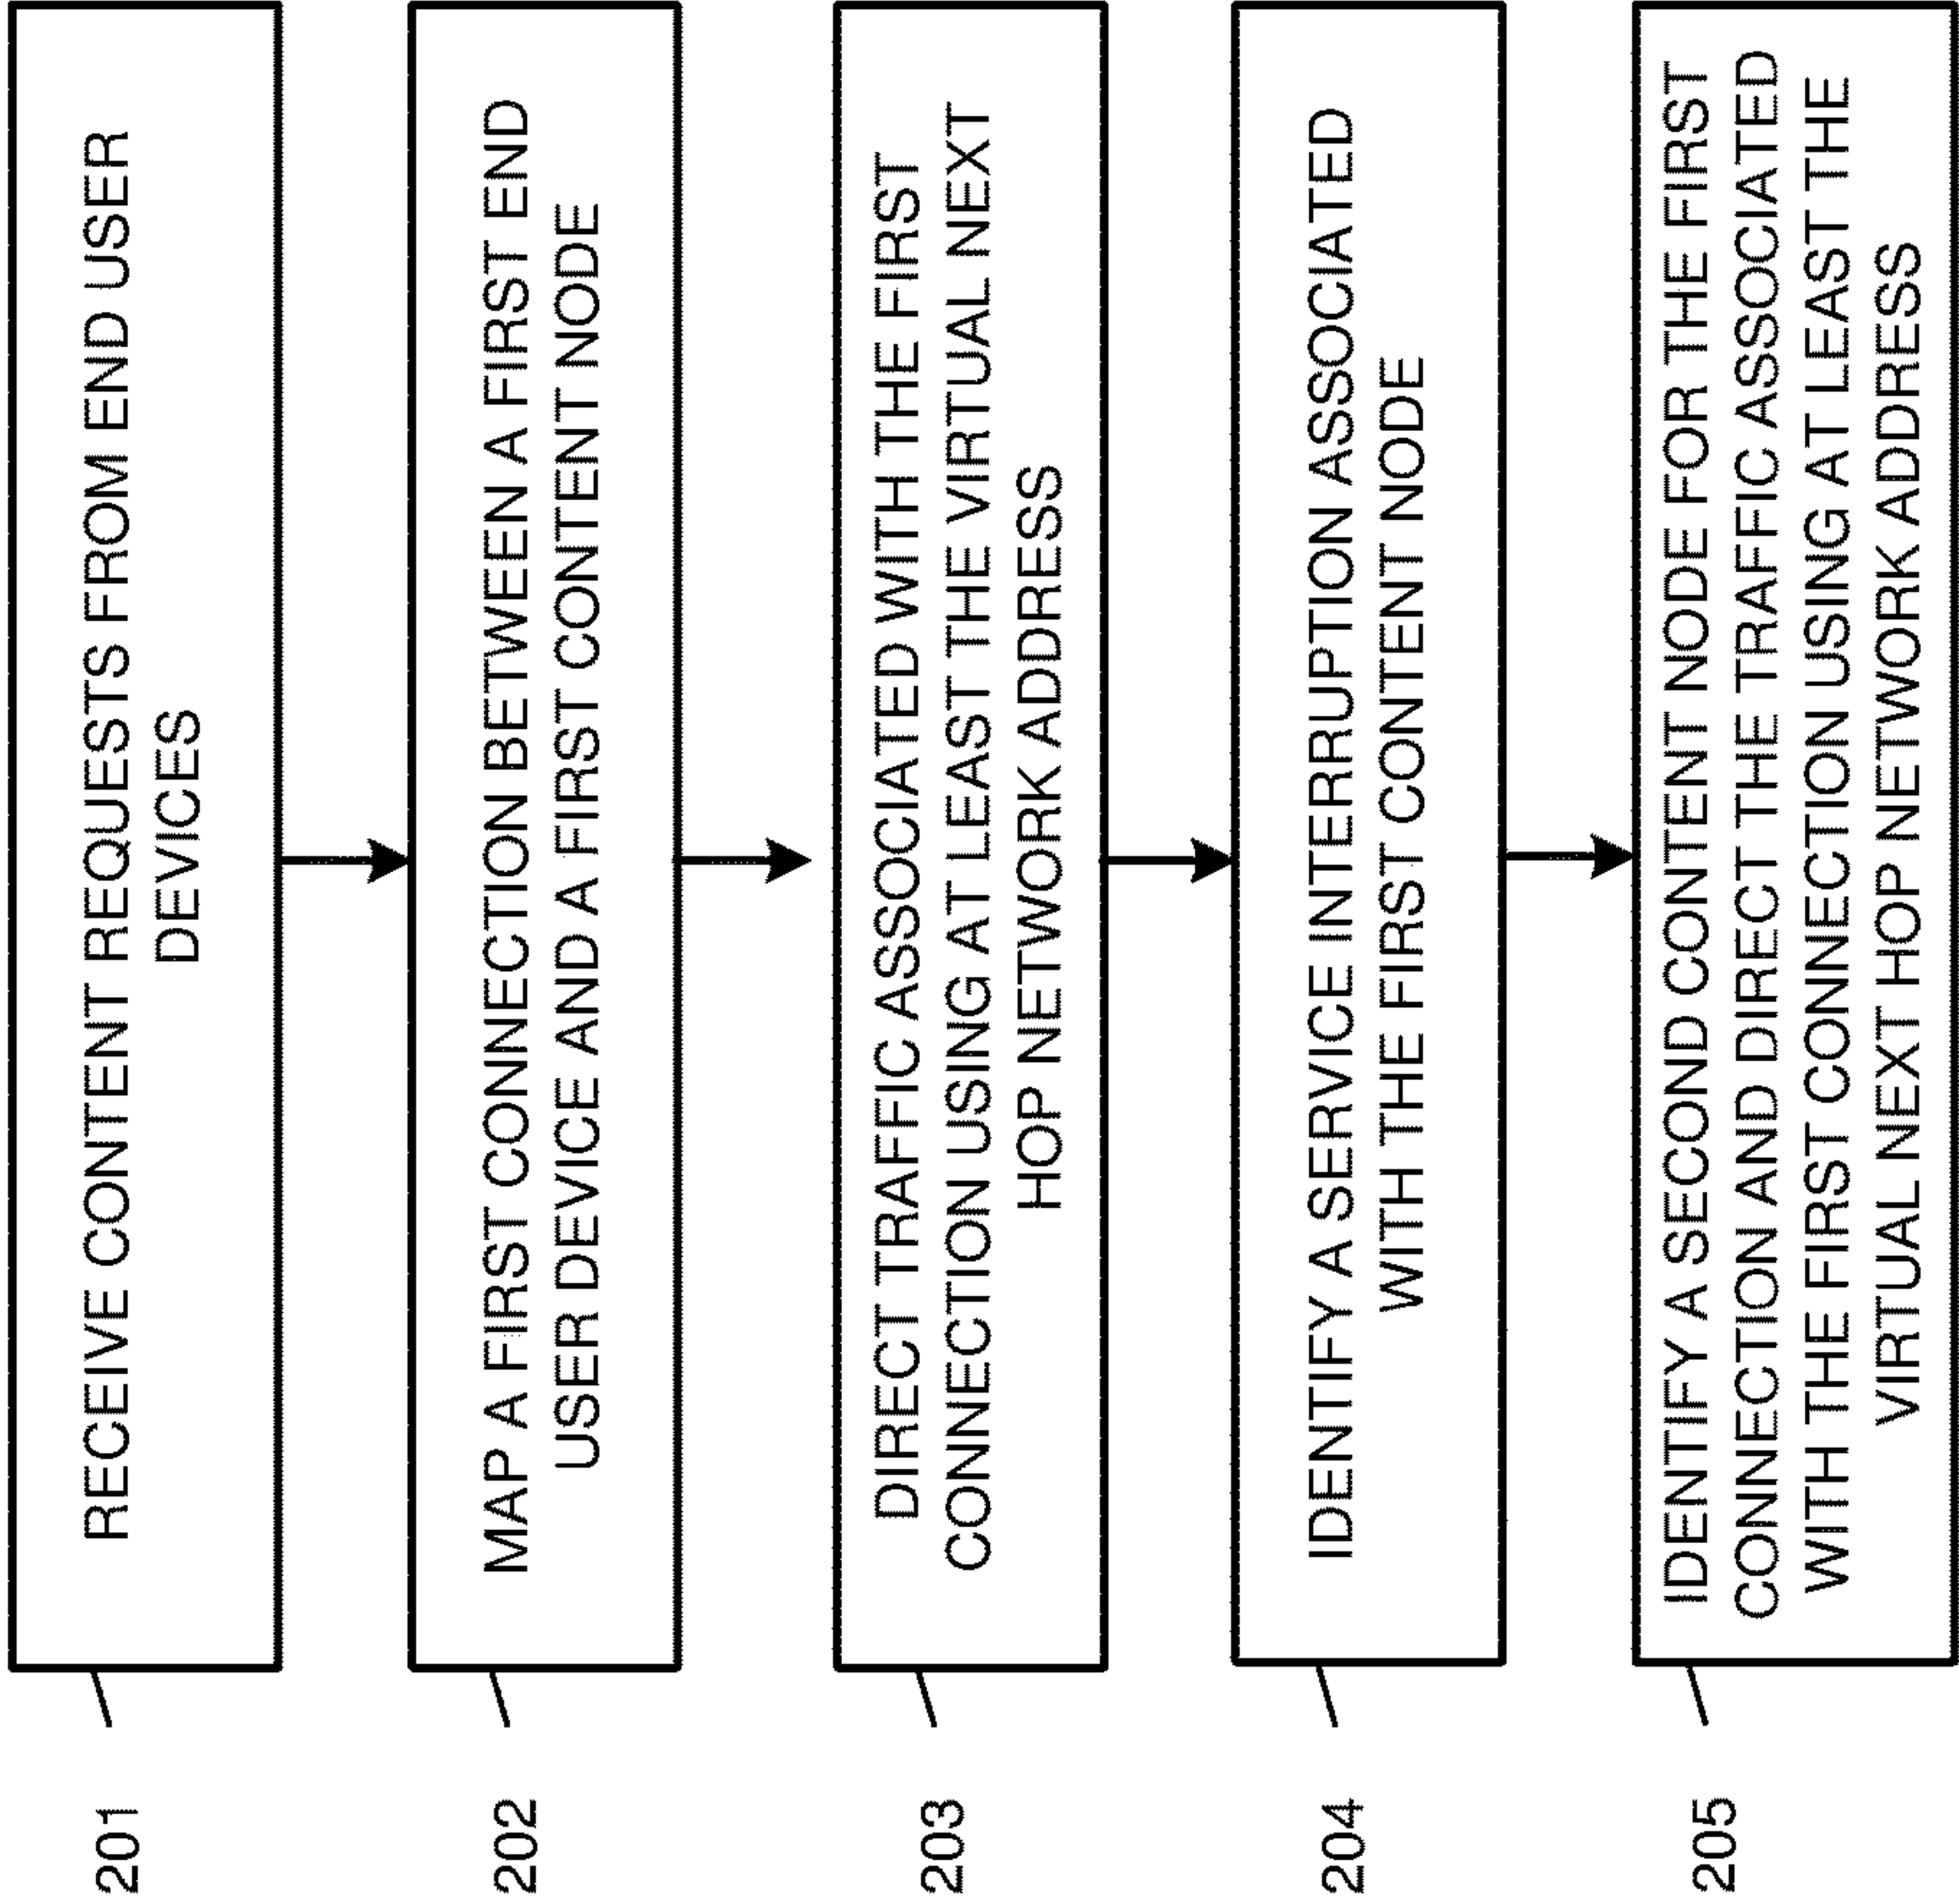 201
RECEIVE CONTENT REQUESTS FROM END USER
DEVICES
202
MAP A FIRST CONNECTION BETWEEN A FIRST END
USER DEVICE AND A FIRST CONTENT NODE
203
DIRECT TRAFFIC ASSOCIATED WITH THE FIRST
CONNECTION USING AT LEAST THE VIRTUAL NEXT
HOP NETWORK ADDRESS
204
IDENTIFY A SERVICE INTERRUPTION ASSOCIATED
WITH THE FIRST CONTENT NODE
205
IDENTIFY A SECOND CONTENT NODE FOR THE FIRST
CONNECTION AND DIRECT THE TRAFFIC ASSOCIATED
WITH THE FIRST CONNECTION USING AT LEAST THE
VIRTUAL NEXT HOP NETWORK ADDRESS